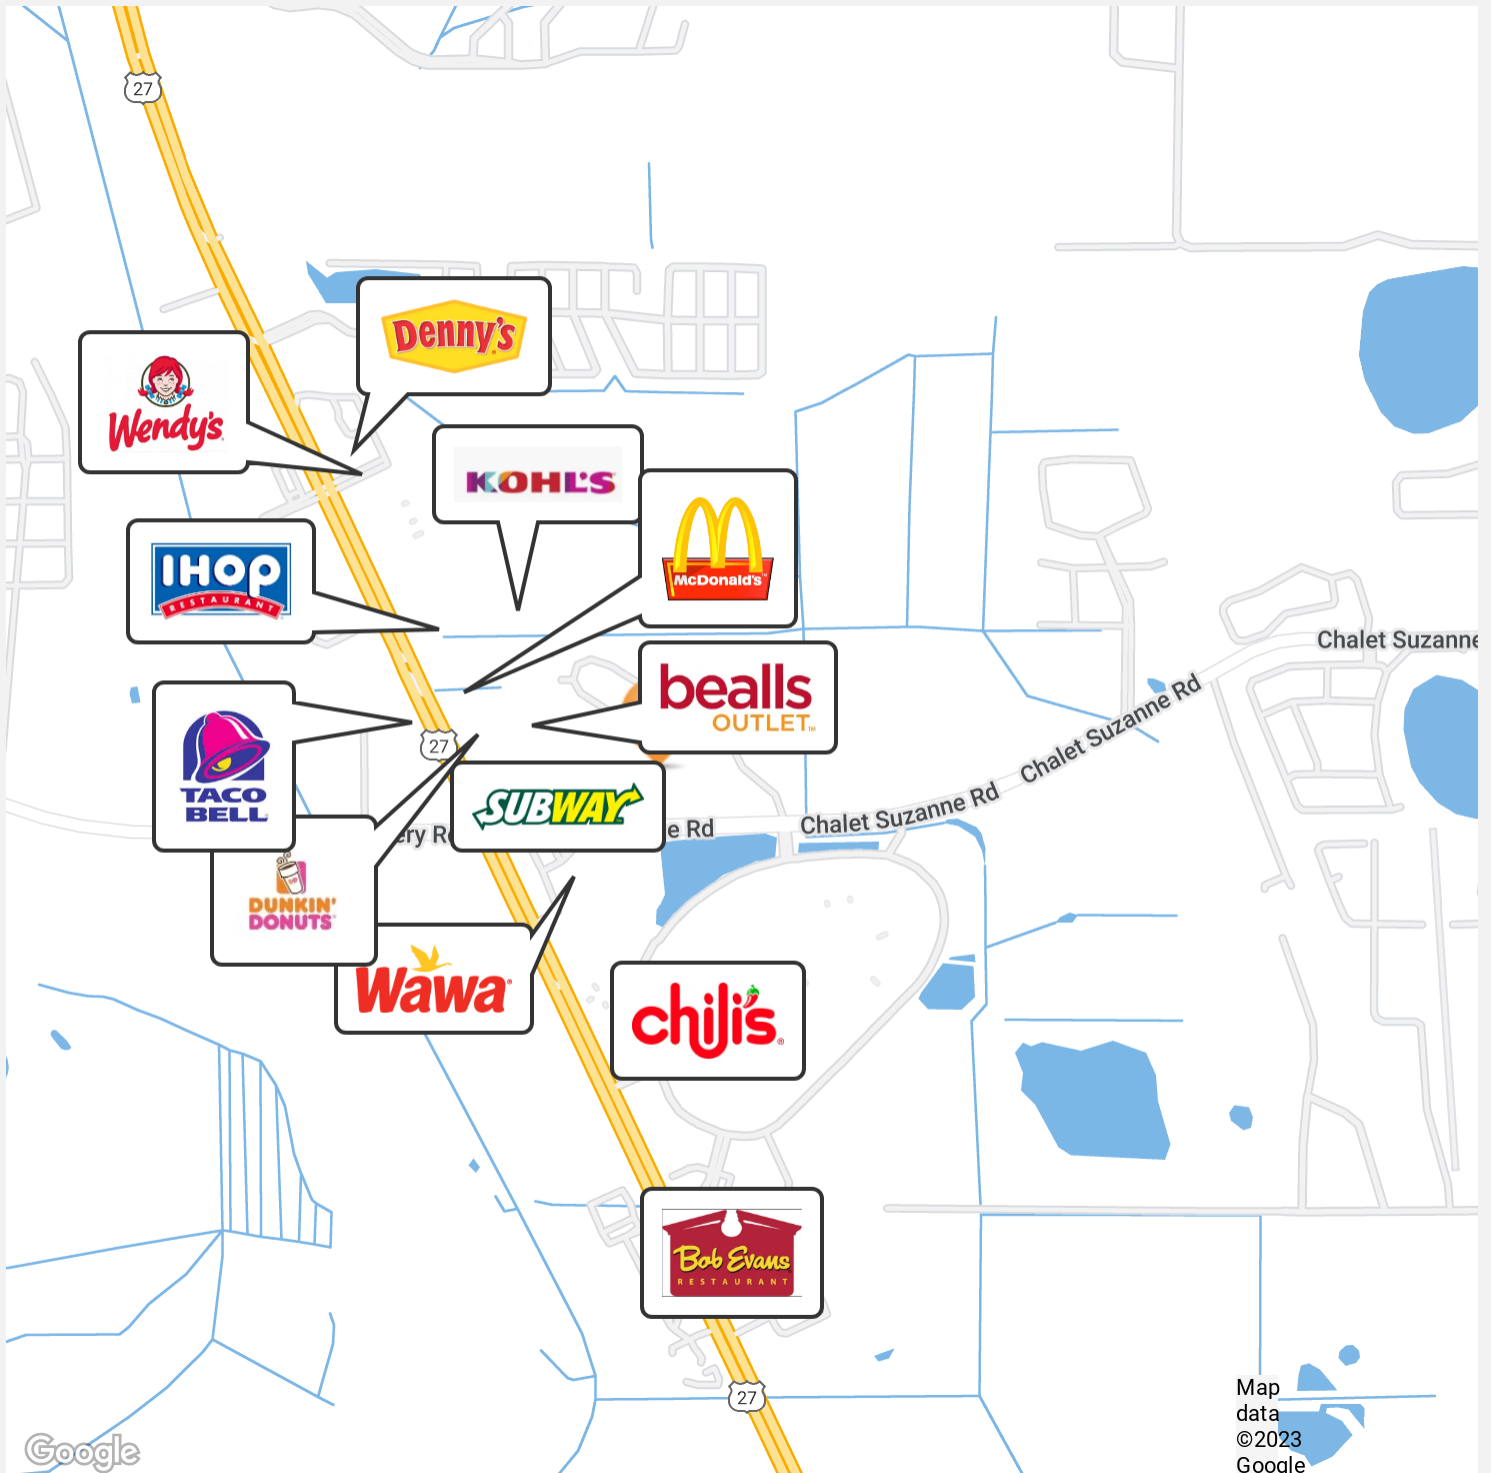 27
Denny's
Wendy's
KOHL'S
McDonald's
IHOP
RESTAURANT
Chalet Suzanne
bealls
OUTLET
Chalet Suzanne Rd
27
TACO
BELL
SUBWAY
Chalet Suzanne Rd
ery R
e Rd
DUNKIN'
DONUTS
Wawa
chili's
Bob Evans
RESTAURANT
27
Map
data
©2023
Google
Google